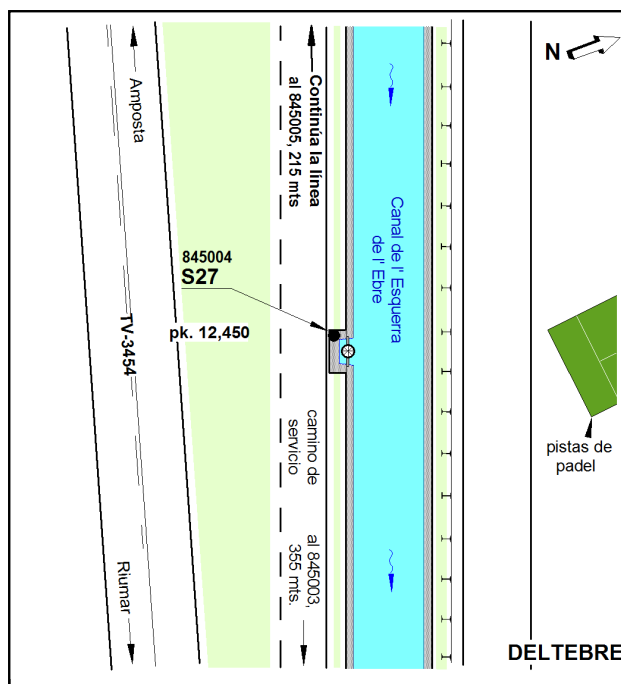 N
Amposta
Continúa la línea
al 845005, 215 mts
Canal de l' Esquerra
de l' Ebre
845004
S27
pk. 12,450
TV-3454
pistas de
padel
camino de
servicio
al 845003,
355 mts.
Riumar
DELTEBRE